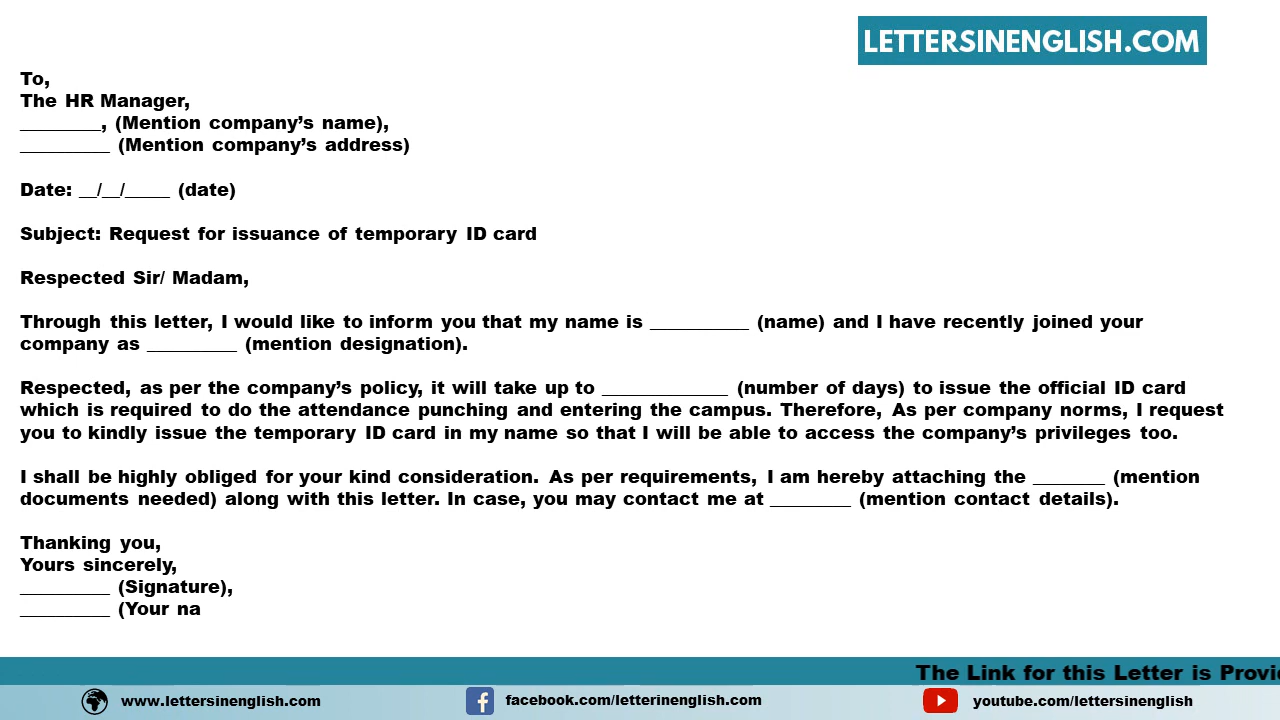 LETTERSINENGLISH.COM
To,
The HR Manager,
_________, (Mention company’s name),
__________ (Mention company’s address)
Date: __/__/_____ (date)
Subject: Request for issuance of temporary ID card
Respected Sir/ Madam,
Through this letter, I would like to inform you that my name is ___________ (name) and I have recently joined your
company as __________ (mention designation).
Respected, as per the company’s policy, it will take up to ______________ (number of days) to issue the official ID card
which is required to do the attendance punching and entering the campus. Therefore, As per company norms, I request
you to kindly issue the temporary ID card in my name so that I will be able to access the company’s privileges too.
I shall be highly obliged for your kind consideration. As per requirements, I am hereby attaching the ________ (mention
documents needed) along with this letter. In case, you may contact me at _________ (mention contact details).
Thanking you,
Yours sincerely,
__________ (Signature),
__________ (Your na
The Link for this Letter is Provi
www.lettersinenglish.com
facebook.com/letterinenglish.com
youtube.com/lettersinenglish